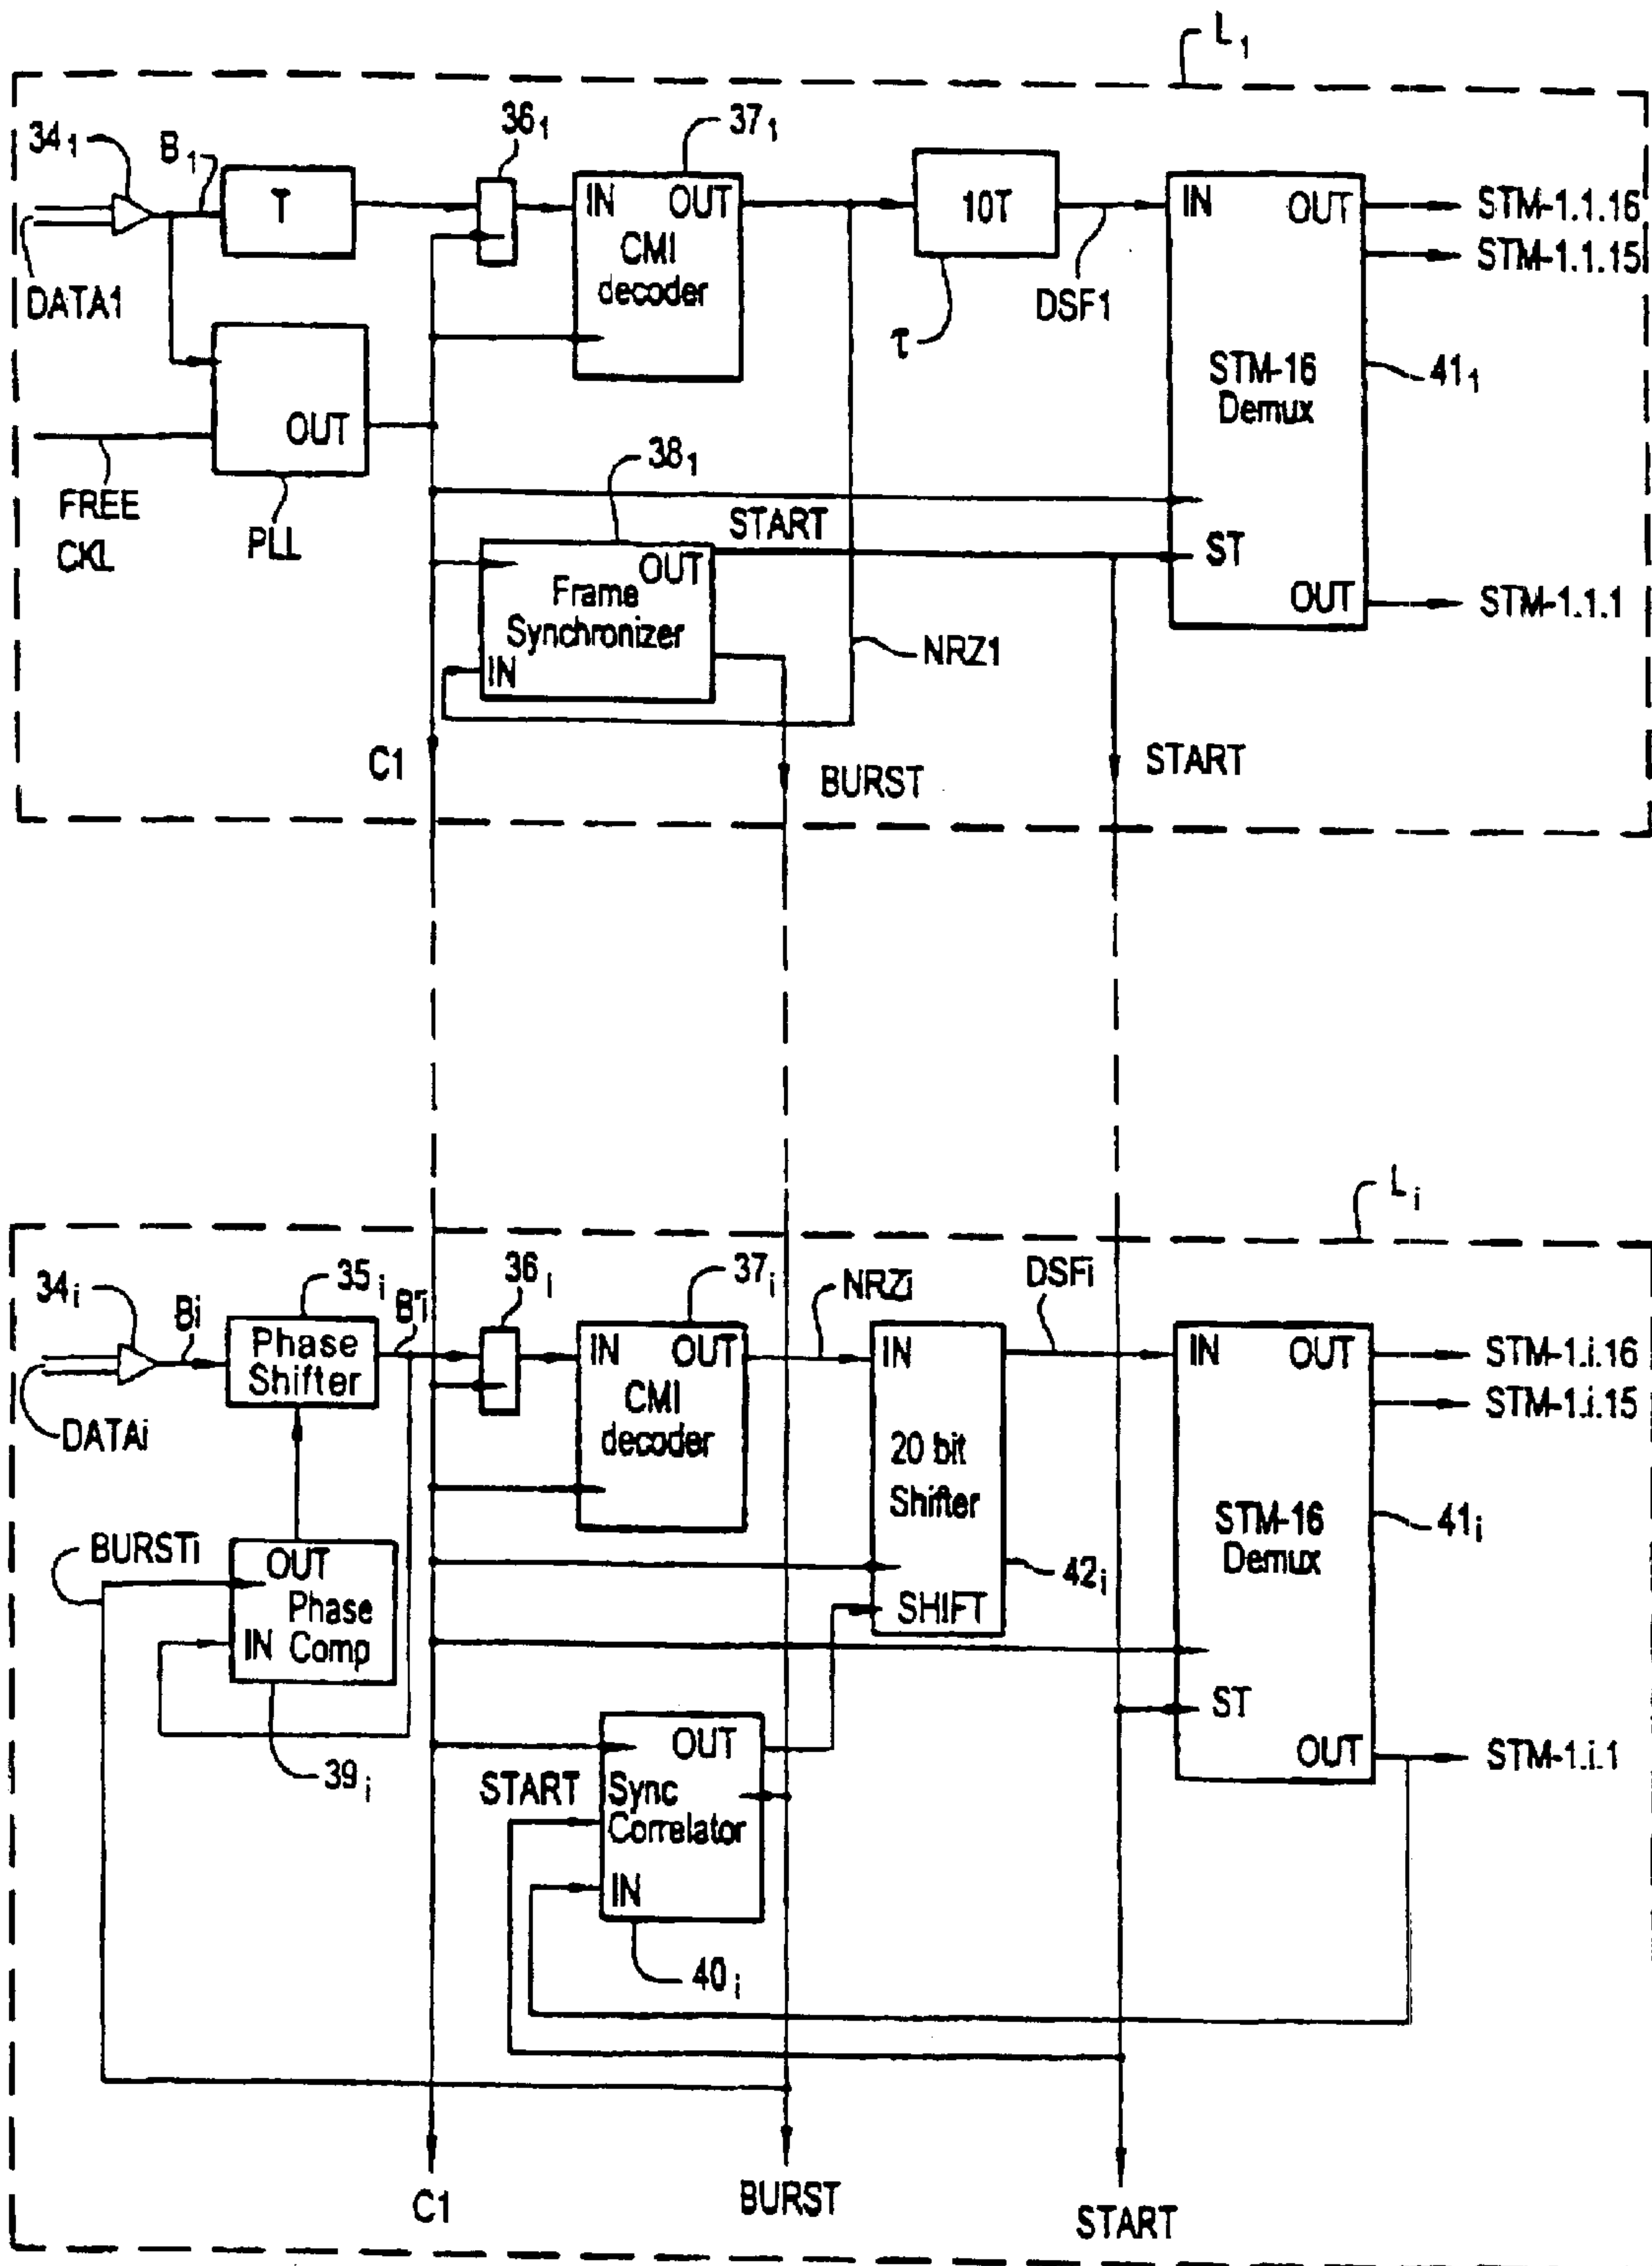 L1
341
B1
T
361
371
IN OUT
CMI
decoder
10T
τ
DSF1
IN OUT
STM-16
Demux
ST
OUT
STM-1.1.16
STM-1.1.15
411
STM-1.1.1
DATA1
OUT
FREE
CKL
PLL
381
START
OUT
Frame
Synchronizer
IN
NRZ1
C1
BURST
START
Li
34i
Bi
35i
Phase
Shifter
B'i
36i
37i
IN OUT
CMI
decoder
NRZi
IN
20 bit
Shifter
SHIFT
42i
DSFi
IN OUT
STM-16
Demux
ST
OUT
STM-1.i.16
STM-1.i.15
41i
STM-1.i.1
DATAi
BURSTi
OUT
Phase
IN Comp
39i
START
OUT
Sync
Correlator
IN
40i
C1
BURST
START